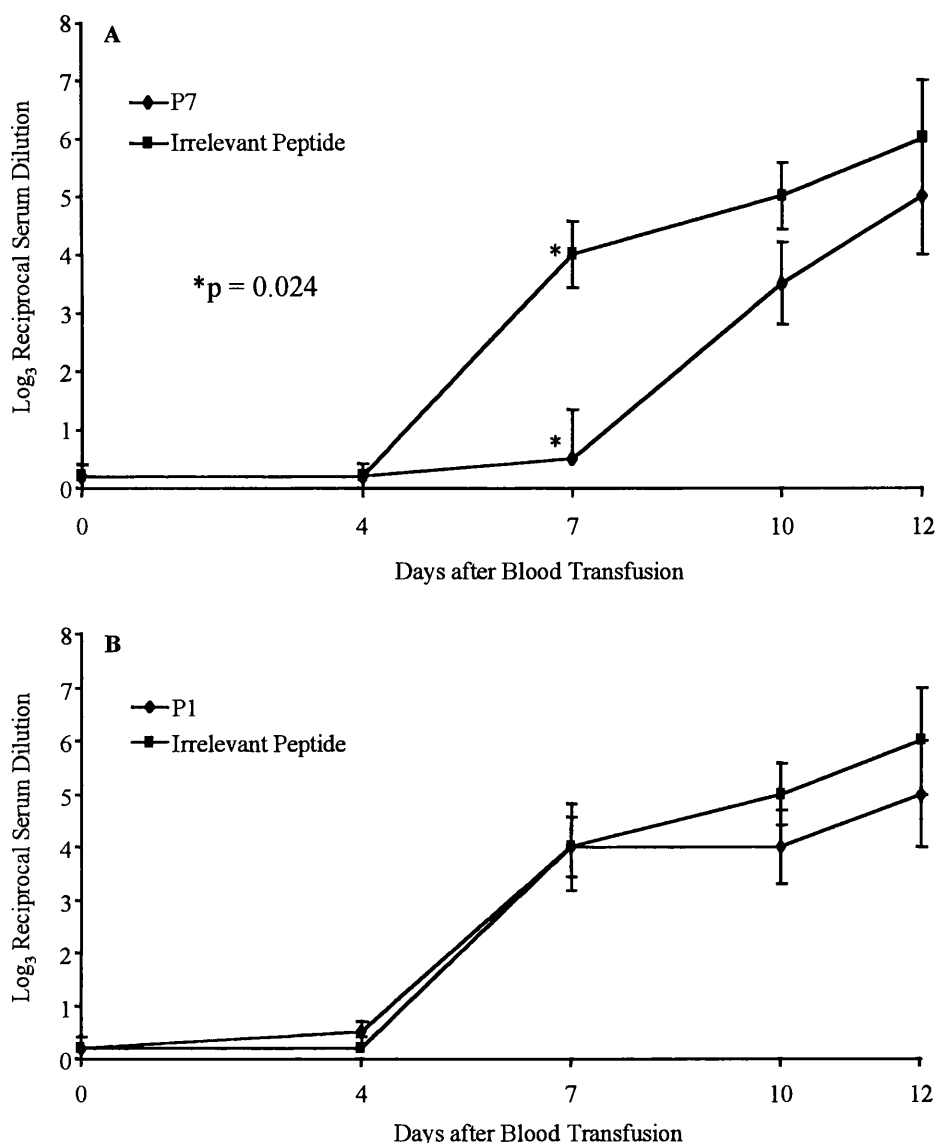 A
8
7
6
5
4
3
2
1
0
Log₃ Reciprocal Serum Dilution
P7
Irrelevant Peptide
*
*
*p = 0.024
0 4 7 10 12
Days after Blood Transfusion
B
8
7
6
5
4
3
2
1
0
Log₃ Reciprocal Serum Dilution
P1
Irrelevant Peptide
0 4 7 10 12
Days after Blood Transfusion